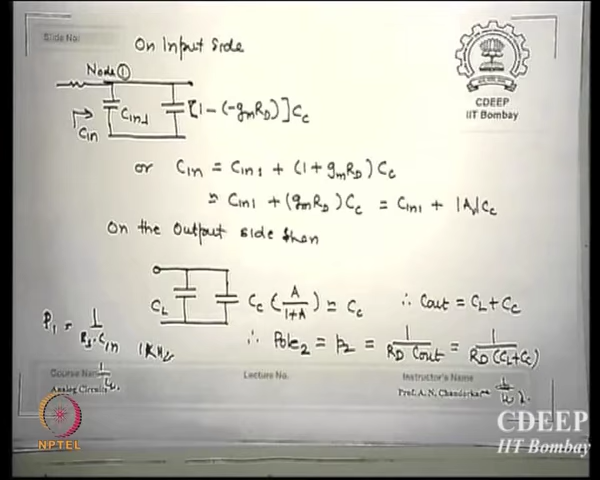 Slide No:
On Input side
CDEEP
IIT Bombay
Node ①
Cin1
[1 - (-gmRD)] Cc
Cin
or Cin = Cin1 + (1 + gmRD) Cc
≃ Cin1 + (gmRD) Cc = Cin1 + |Av| Cc
On the Output side then
CL
Cc (A/(1+A)) ≃ Cc ∴ Cout = CL + Cc
P1 = 1/(Rs·Cin) 1KHz
∴ Pole2 = p2 = 1/(RD Cout) = 1/(RD (CL + Cc))
Lecture No.
Instructor's Name
Analog Circuits
Prof. A. N. Chandorkar
NPTEL
CDEEP
IIT Bombay